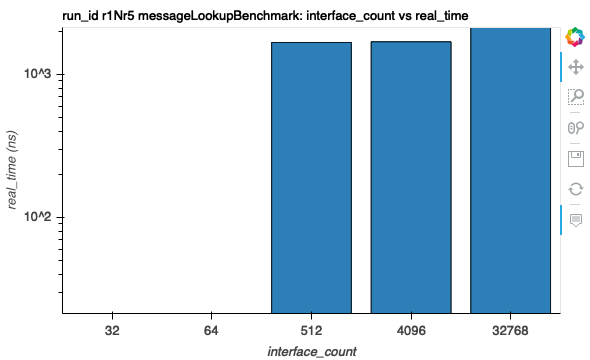 run_id r1Nr5 messageLookupBenchmark: interface_count vs real_time
10^3
10^2
real_time (ns)
32 64 512 4096 32768
interface_count